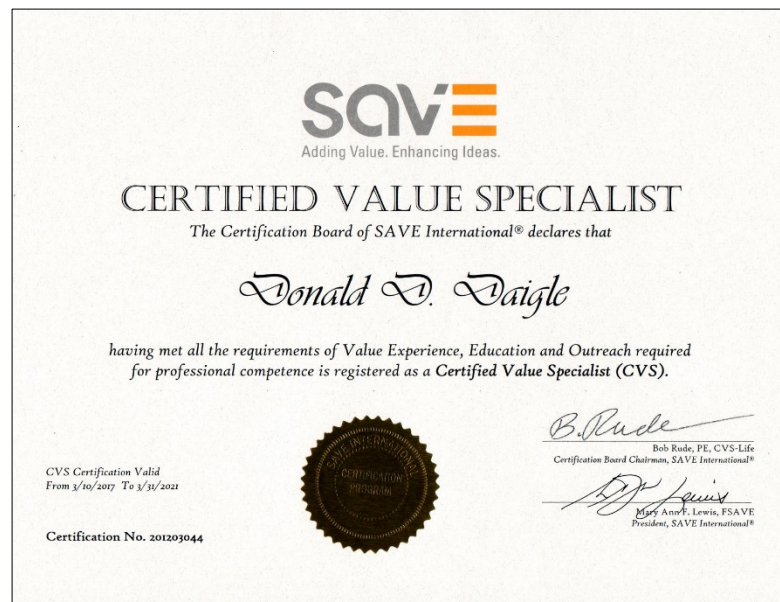 SAVE
Adding Value. Enhancing Ideas.
CERTIFIED VALUE SPECIALIST
The Certification Board of SAVE International® declares that
Donald D. Daigle
having met all the requirements of Value Experience, Education and Outreach required
for professional competence is registered as a Certified Value Specialist (CVS).
B. Rude
Bob Rude, PE, CVS-Life
Certification Board Chairman, SAVE International®
CVS Certification Valid
From 3/10/2017 To 3/31/2021
SAVE INTERNATIONAL
CERTIFICATION
PROGRAM
Lewis
Mary Ann F. Lewis, FSAVE
President, SAVE International®
Certification No. 201203044